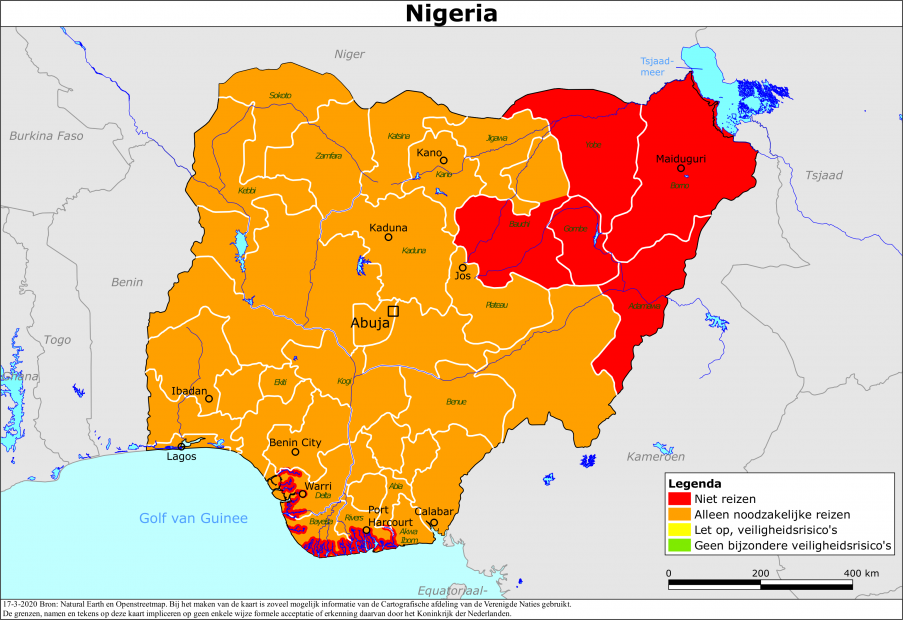 Nigeria
Niger
Tsjaad-
meer
Sokoto
Burkina Faso
Katsina
Jigawa
Yobe
Zamfara
Kano
Kano
Maiduguri
Borno
Tsjaad
Kebbi
Kaduna
Kaduna
Bauchi
Gombe
Jos
Benin
Plateau
Adamawa
Abuja
Togo
Ghana
Ibadan
Ekiti
Kogi
Benue
Benin City
Lagos
Kameroen
Warri
Delta
Abia
Port
Harcourt
Calabar
Rivers
Bayelsa
Akwa
Ibom
Golf van Guinee
Equatoriaal-
Legenda
Niet reizen
Alleen noodzakelijke reizen
Let op, veiligheidsrisico's
Geen bijzondere veiligheidsrisico's
0 200 400 km
17-3-2020 Bron: Natural Earth en Openstreetmap. Bij het maken van de kaart is zoveel mogelijk informatie van de Cartografische afdeling van de Verenigde Naties gebruikt.
De grenzen, namen en tekens op deze kaart impliceren op geen enkele wijze formele acceptatie of erkenning daarvan door het Koninkrijk der Nederlanden.